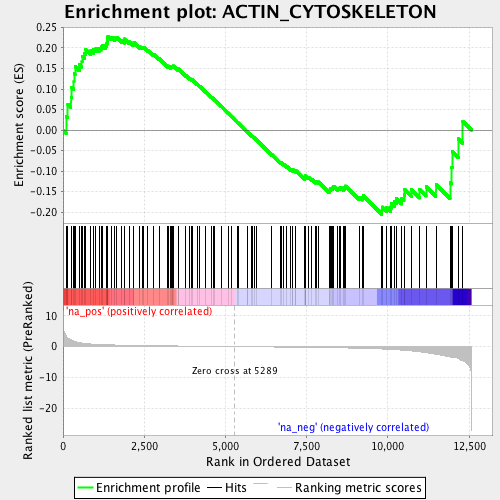 Enrichment plot: ACTIN_CYTOSKELETON
Enrichment score (ES)
0.25
0.20
0.15
0.10
0.05
0.00
-0.05
-0.10
-0.15
-0.20
'na_pos' (positively correlated)
Ranked list metric (PreRanked)
10
5
0
-5
-10
-15
-20
Zero cross at 5289
'na_neg' (negatively correlated)
0 2,500 5,000 7,500 10,000 12,500
Rank in Ordered Dataset
Enrichment profile Hits Ranking metric scores